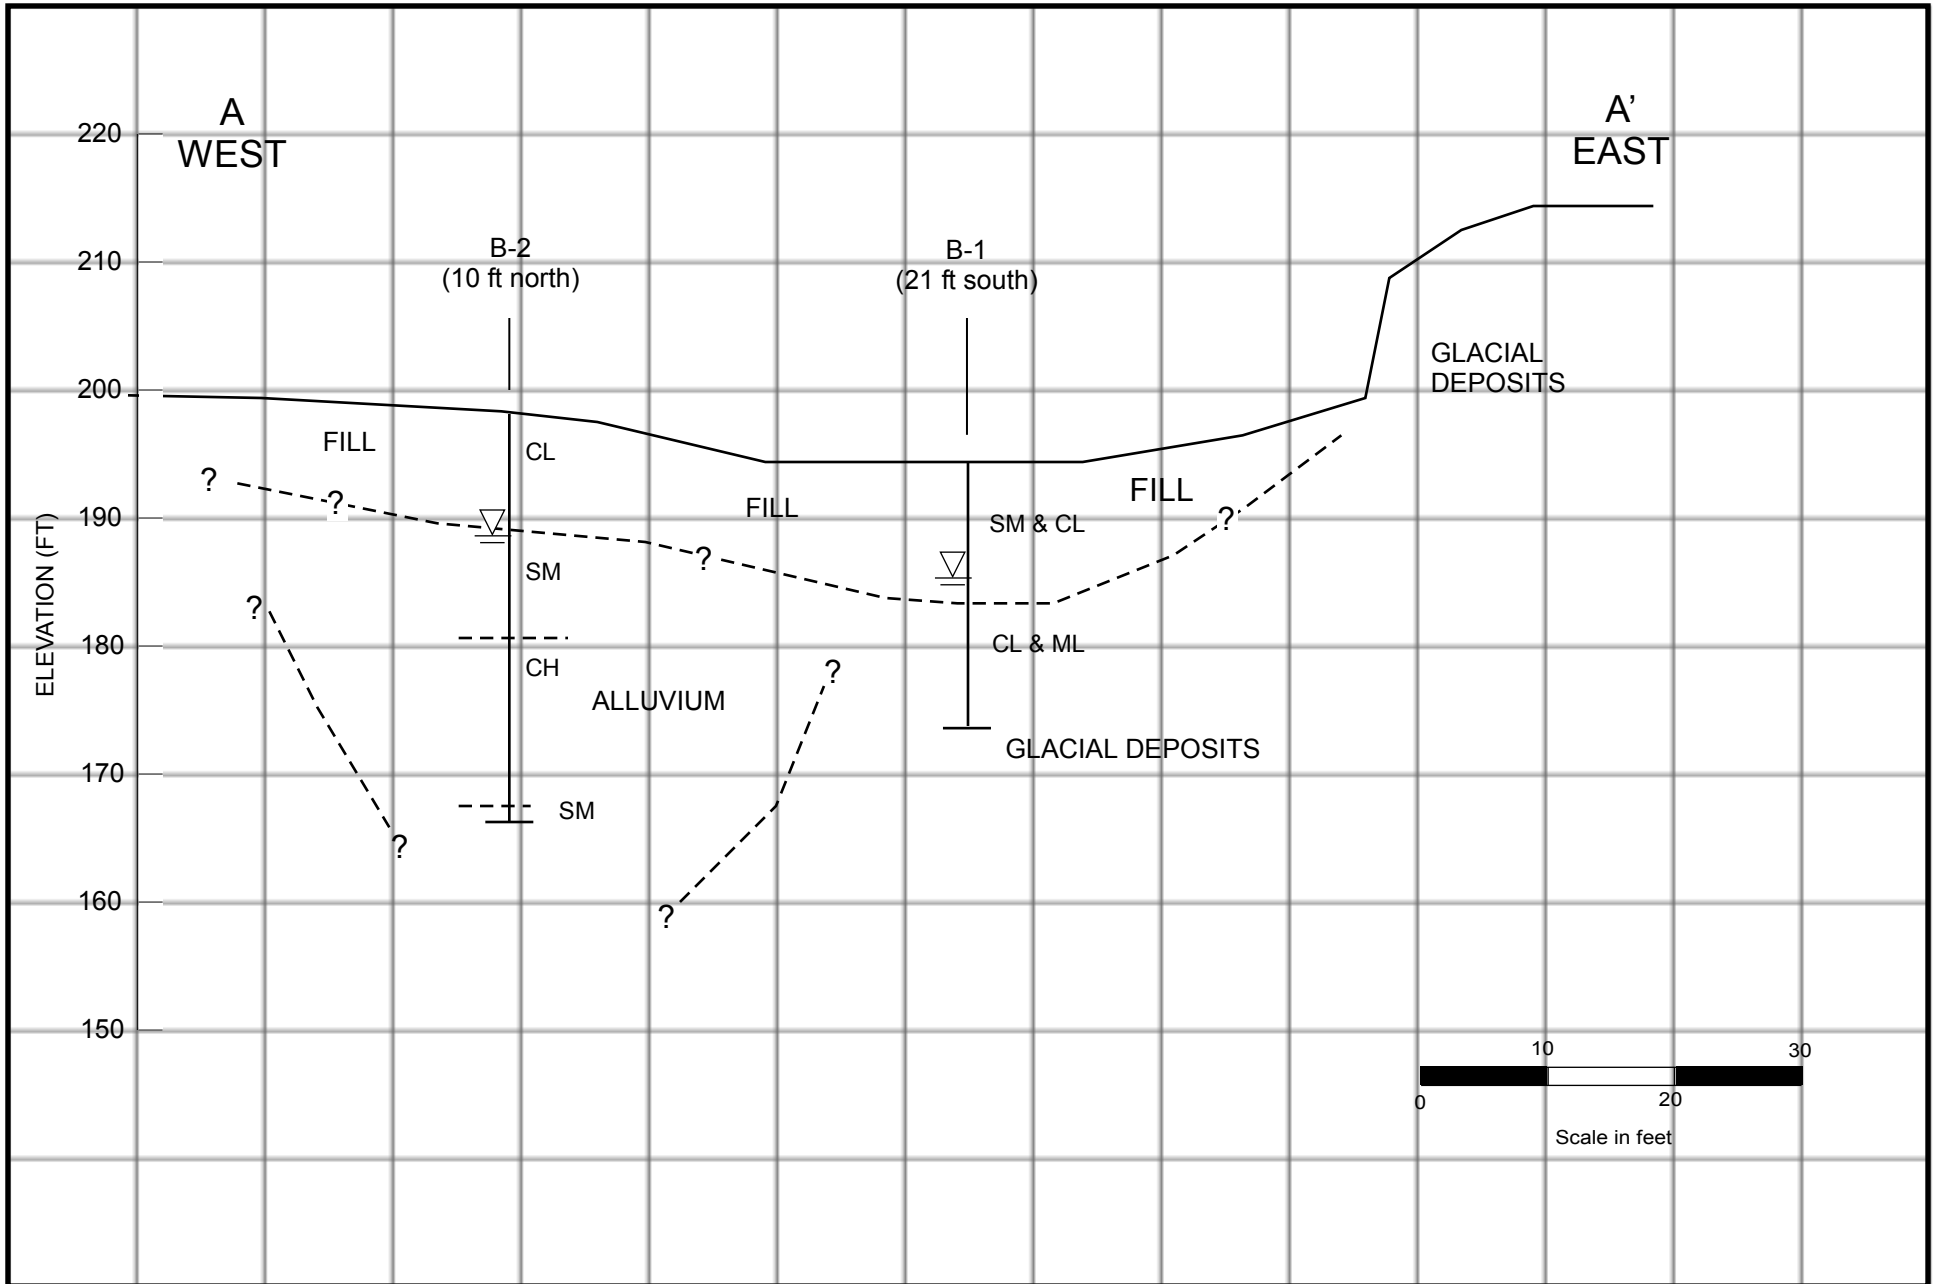 A
WEST
A’
EAST
220
210
200
190
180
170
160
150
ELEVATION (FT)
B-2
(10 ft north)
B-1
(21 ft south)
GLACIAL
DEPOSITS
FILL
CL
?
?
FILL
FILL
SM & CL
?
?
SM
?
CL & ML
CH
?
ALLUVIUM
GLACIAL DEPOSITS
SM
?
?
10
30
0
20
Scale in feet